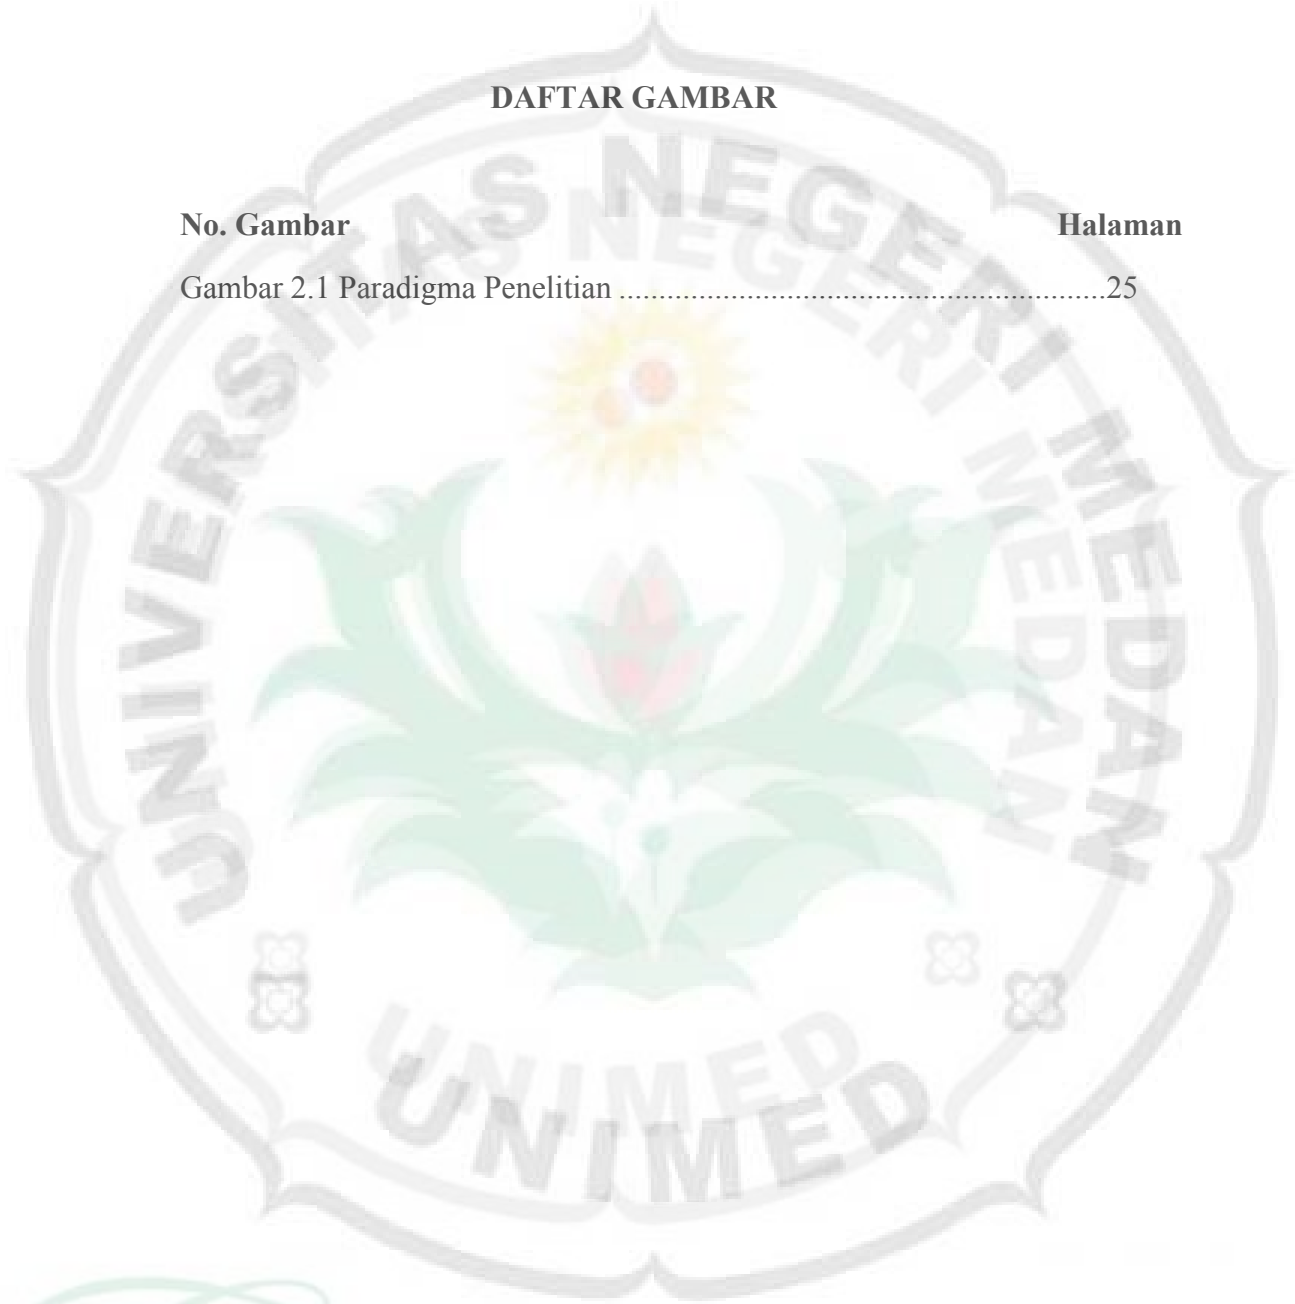 DAFTAR GAMBAR
No. Gambar Halaman
Gambar 2.1 Paradigma Penelitian ...................................................25
UNIVERSITAS NEGERI MEDAN
UNIMED